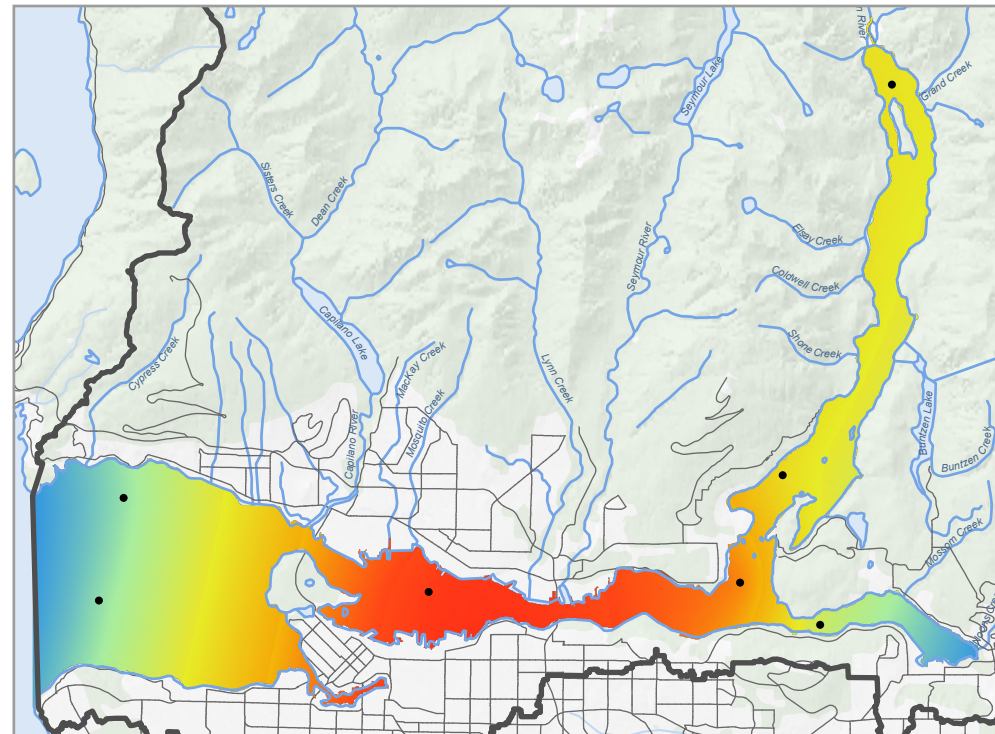 River
Grand Creek
Seymour Lake
Sisters Creek
Dean Creek
Elsay Creek
Seymour River
Coldwell Creek
Capilano Lake
Shone Creek
Cypress Creek
MacKay Creek
Lynn Creek
Mosquito Creek
Buntzen Lake
Capilano River
Buntzen Creek
Mossom Creek